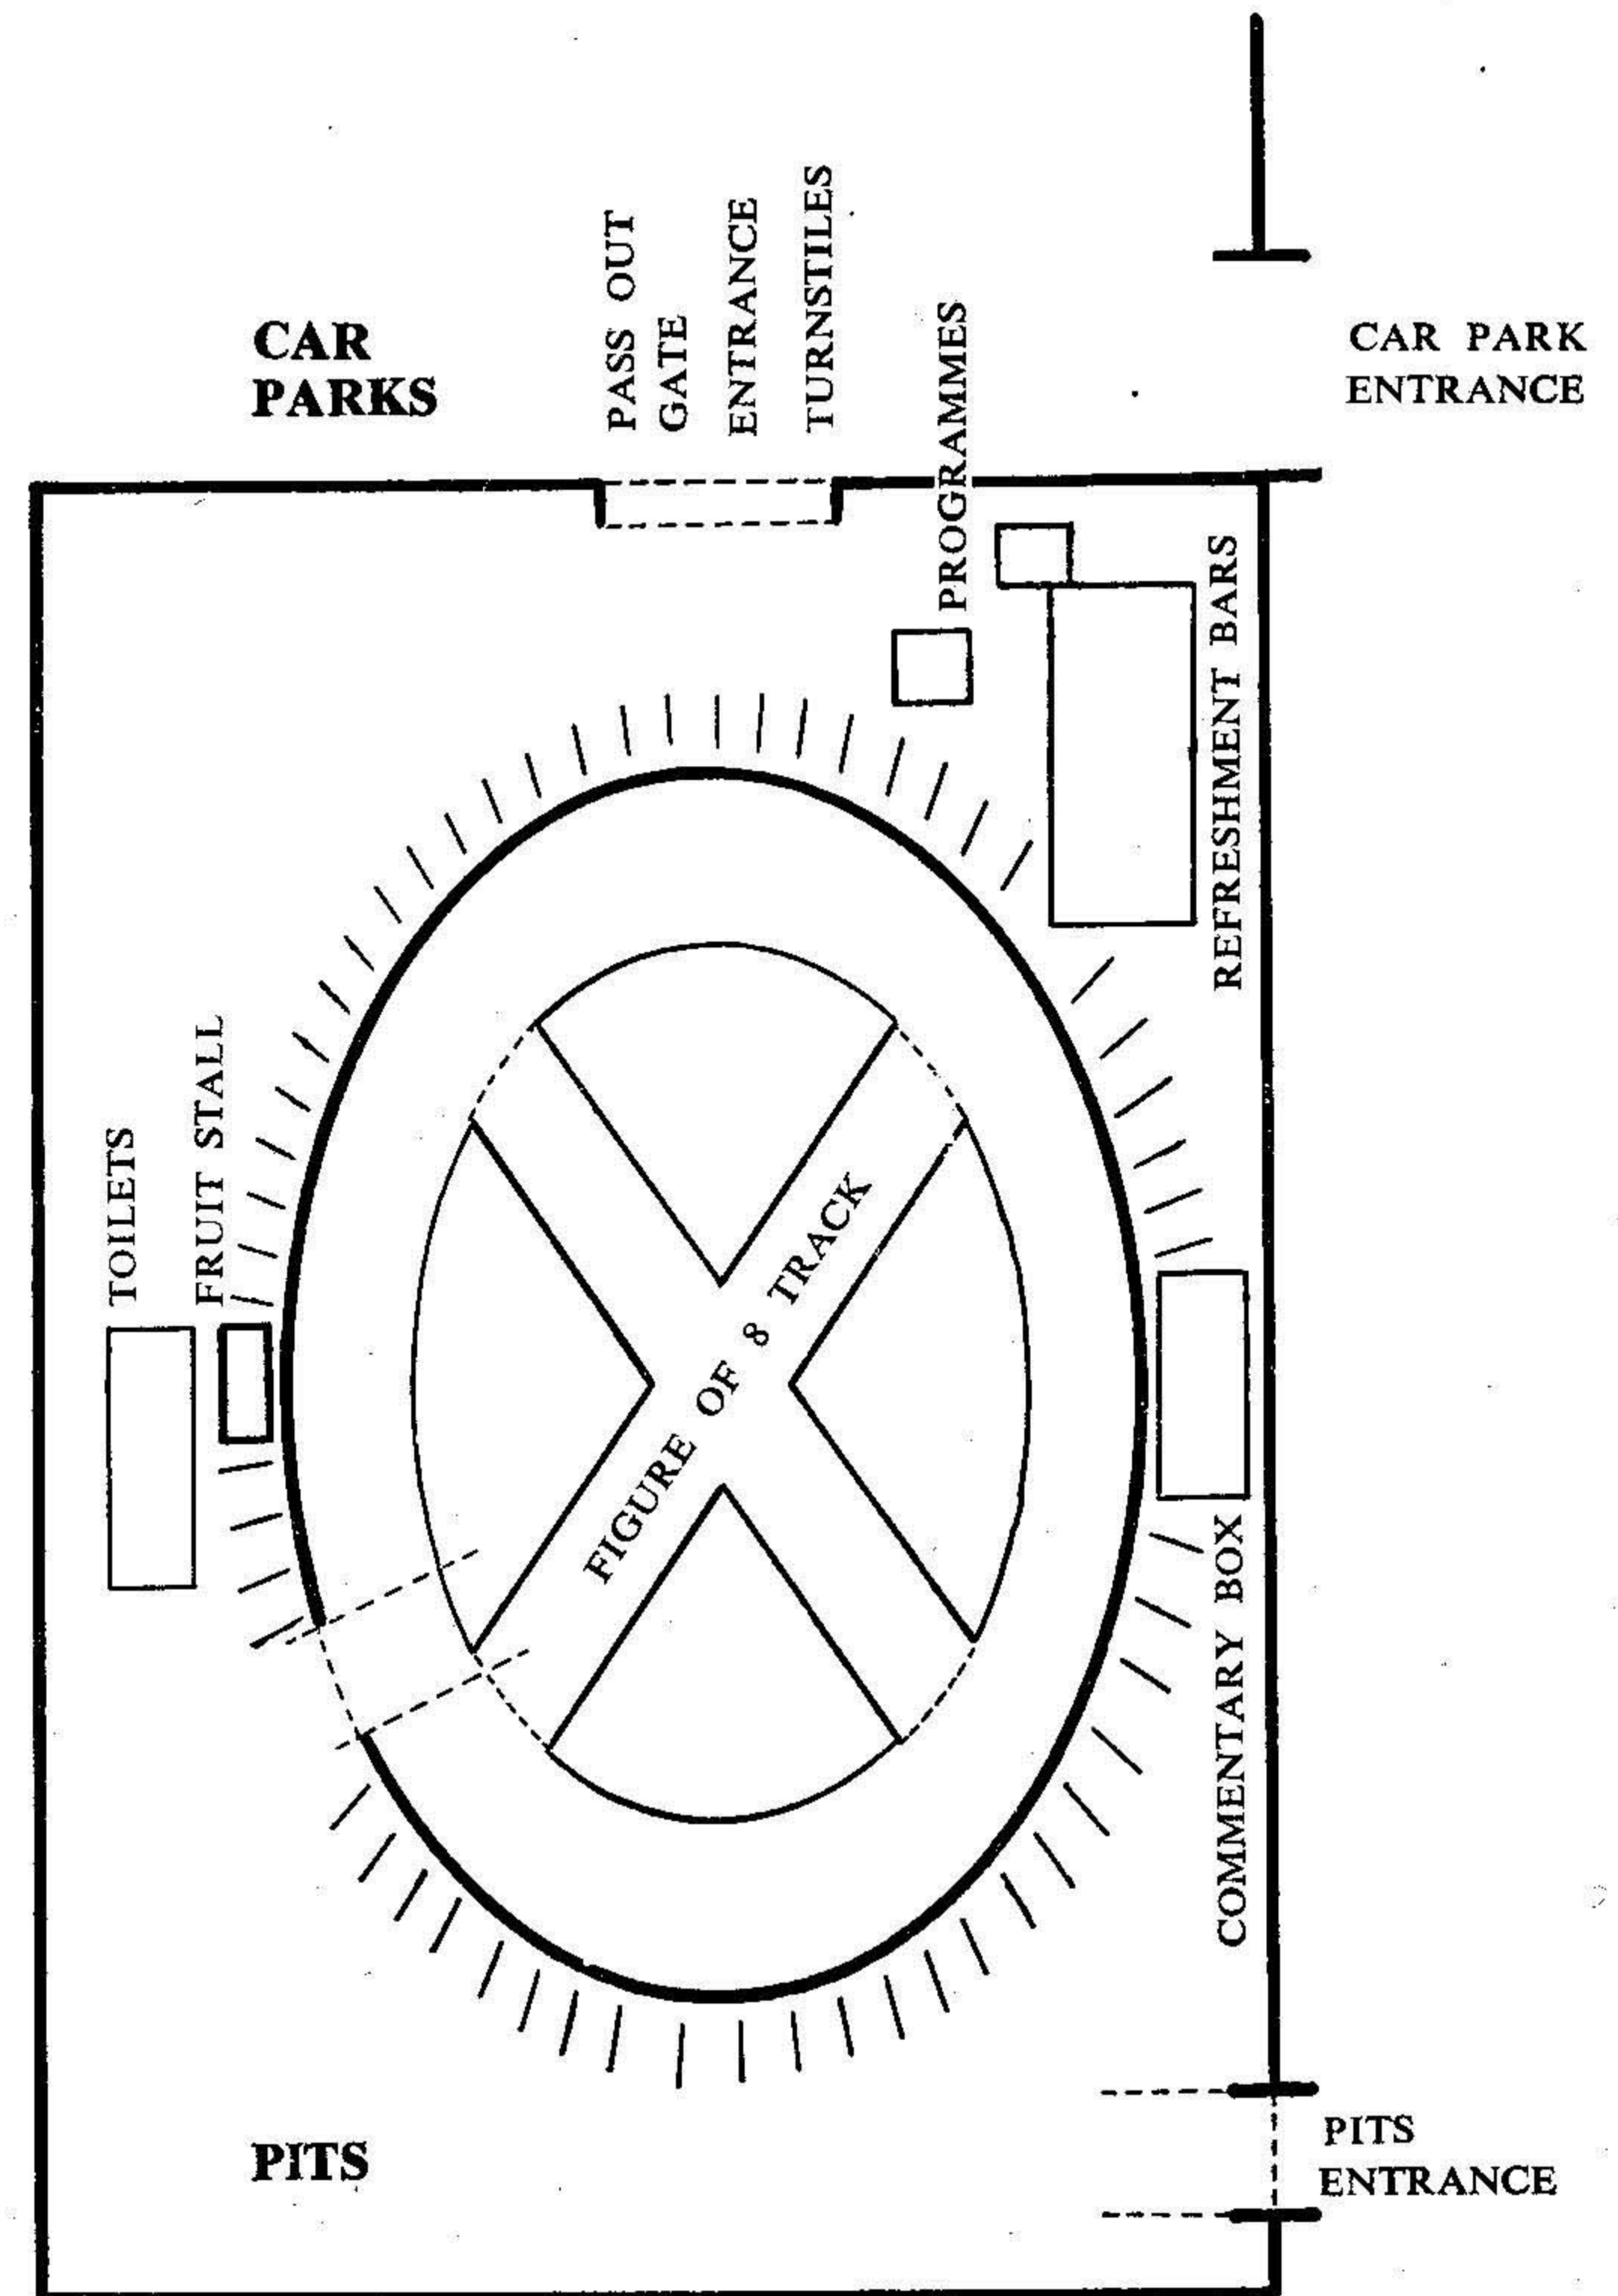 CAR
PARKS
PASS OUT
GATE
ENTRANCE
TURNSTILES
PROGRAMMES
CAR PARK
ENTRANCE
REFRESHMENT BARS
TOILETS
FRUIT STALL
FIGURE OF 8 TRACK
COMMENTARY BOX
PITS
PITS
ENTRANCE